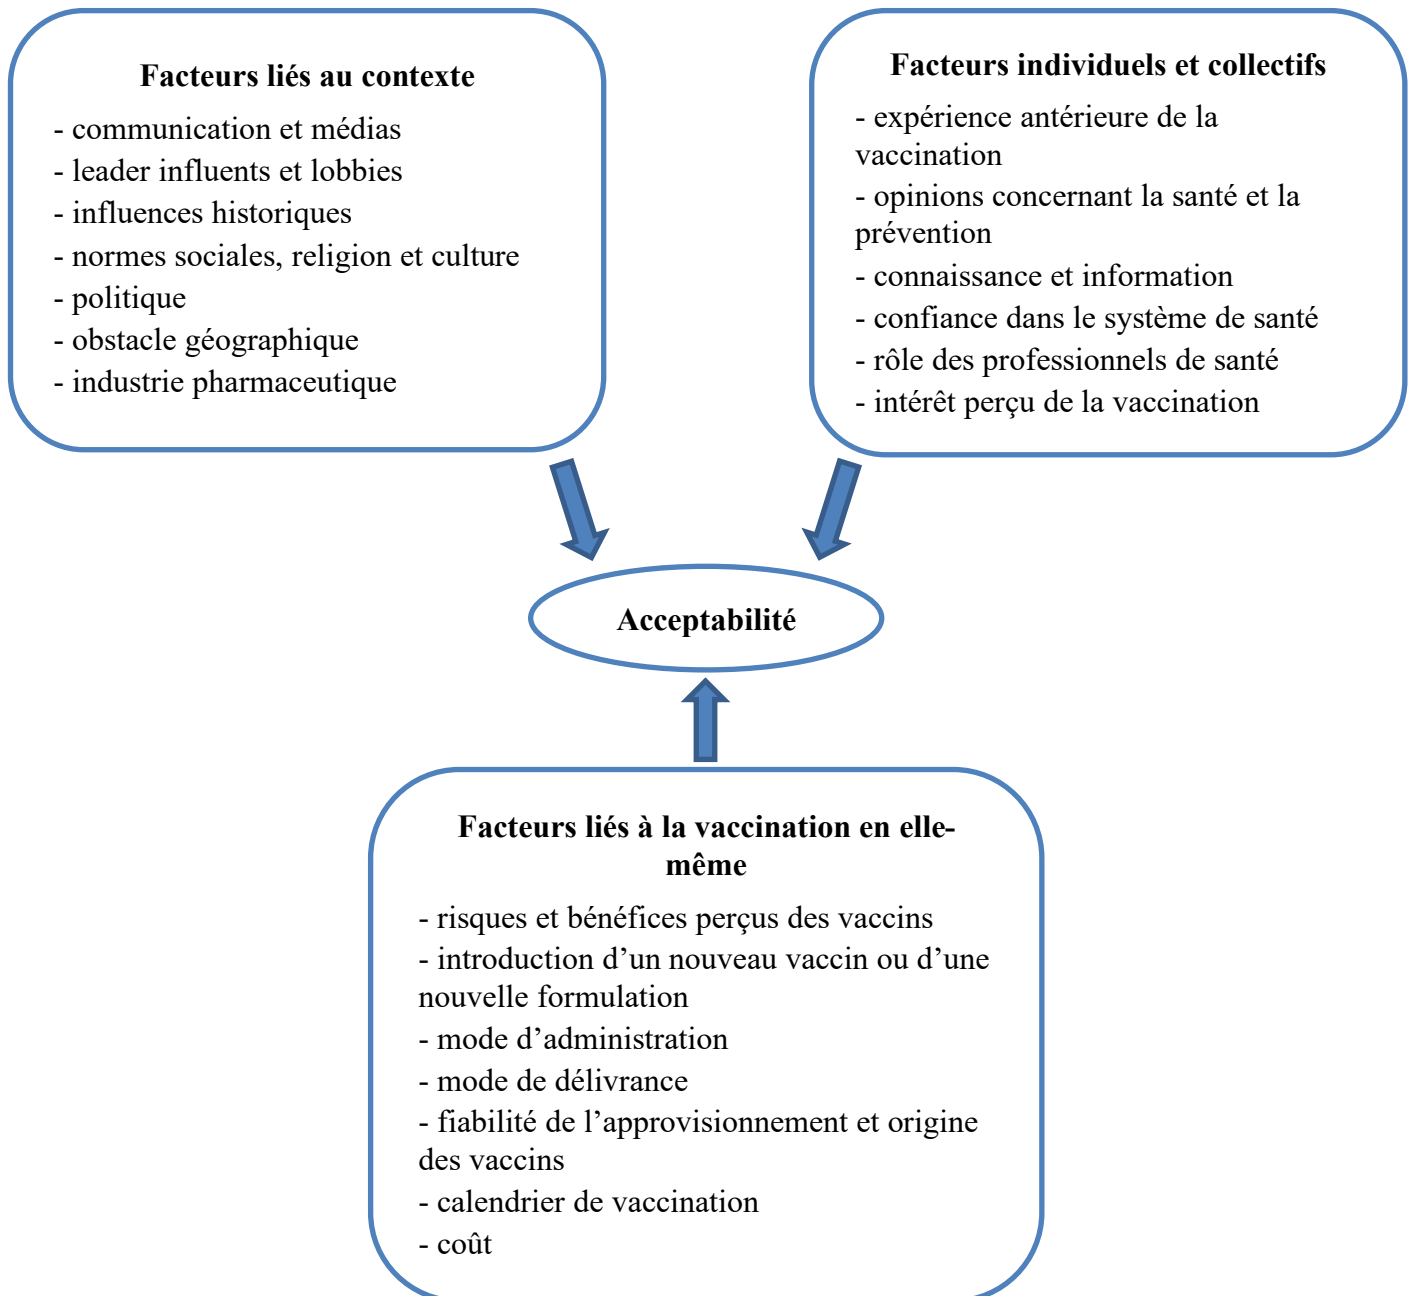 Facteurs liés au contexte
- communication et médias
- leader influents et lobbies
- influences historiques
- normes sociales, religion et culture
- politique
- obstacle géographique
- industrie pharmaceutique
Facteurs individuels et collectifs
- expérience antérieure de la
vaccination
- opinions concernant la santé et la
prévention
- connaissance et information
- confiance dans le système de santé
- rôle des professionnels de santé
- intérêt perçu de la vaccination
Acceptabilité
Facteurs liés à la vaccination en elle-
même
- risques et bénéfices perçus des vaccins
- introduction d’un nouveau vaccin ou d’une
nouvelle formulation
- mode d’administration
- mode de délivrance
- fiabilité de l’approvisionnement et origine
des vaccins
- calendrier de vaccination
- coût